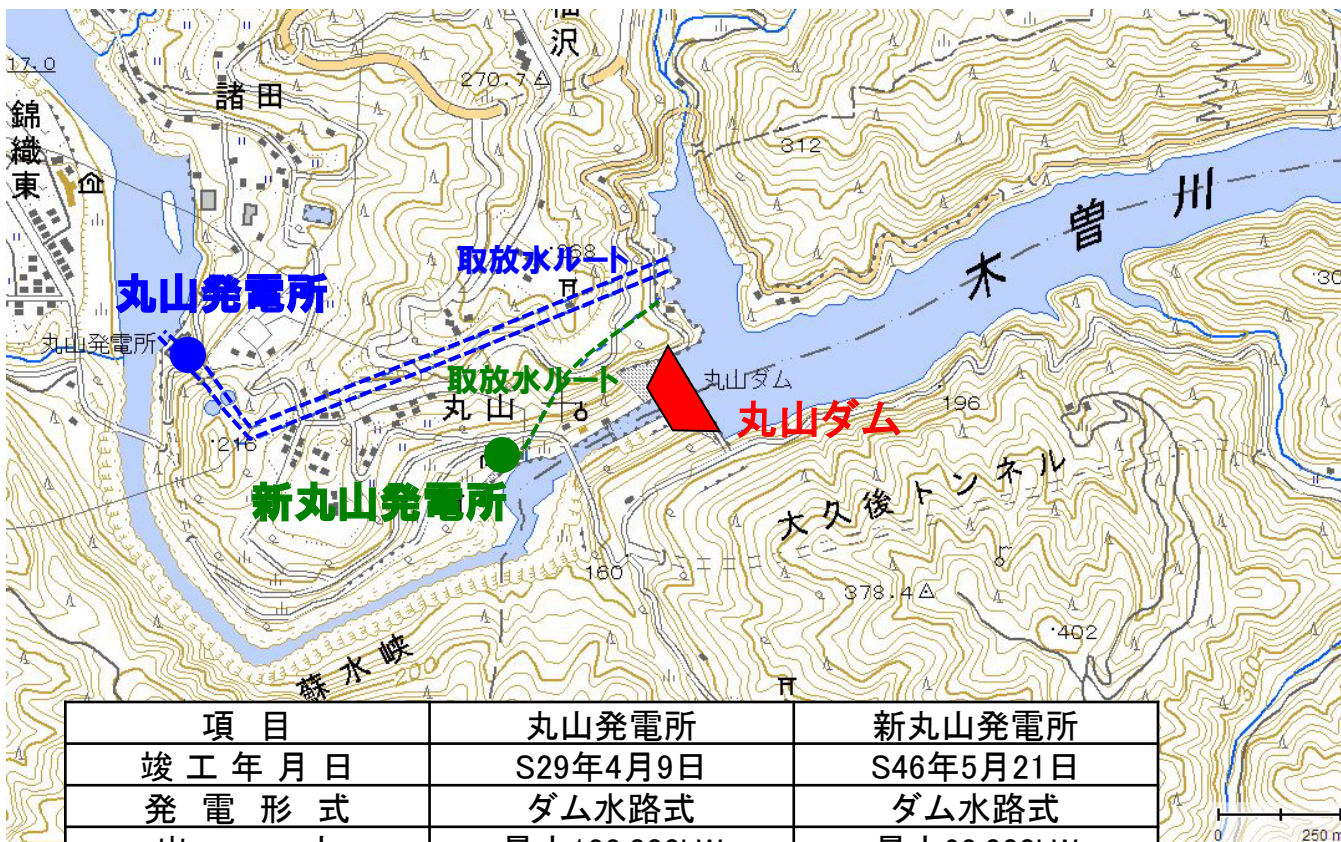 17.0
諸田
沢
270.7
錦織東
312
木曽川
取放水ルート
268
丸山発電所
丸山発電所
取放水ルート
丸山
丸山ダム
丸山ダム
196
216
新丸山発電所
大久後トンネル
160
378.4
402
蘇水峡
200
300
項目 丸山発電所 新丸山発電所
竣工年月日 S29年4月9日 S46年5月21日
発電形式 ダム水路式 ダム水路式
0 250 m